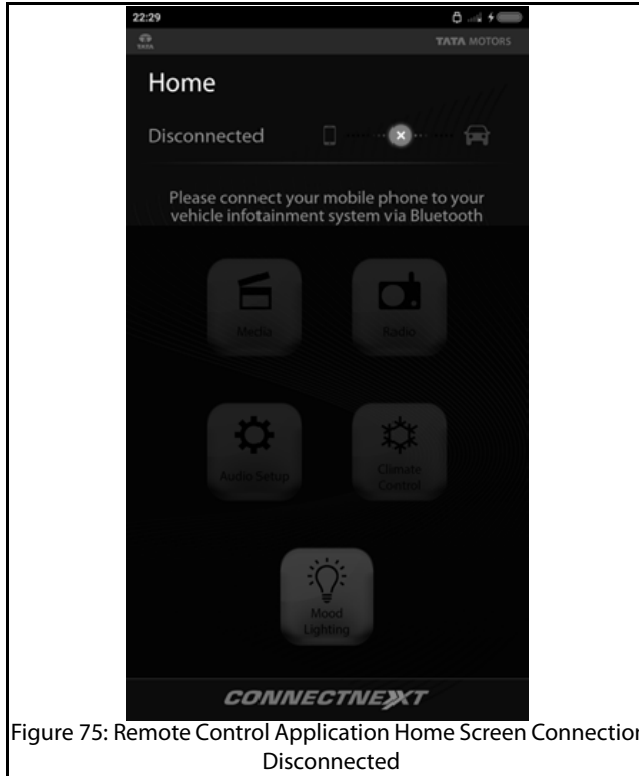 22:29
TATA
TATA MOTORS
Home
Disconnected
Please connect your mobile phone to your
vehicle infotainment system via Bluetooth
Media
Radio
Audio Setup
Climate
Control
Mood
Lighting
CONNECTNEXT
Figure 75: Remote Control Application Home Screen Connection
Disconnected